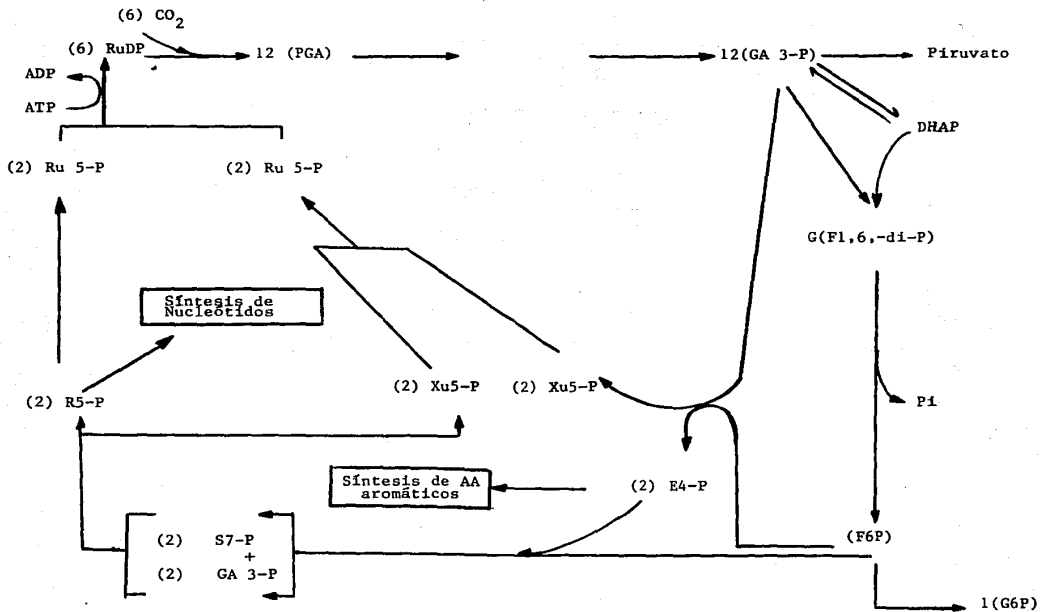 (6) CO2
(6) RuDP
12 (PGA)
12(GA 3-P)
Piruvato
ADP
ATP
DHAP
(2) Ru 5-P
(2) Ru 5-P
G(F1,6,-di-P)
Síntesis de
Nucleótidos
(2) R5-P
(2) Xu5-P
(2) Xu5-P
Pi
Síntesis de AA
aromáticos
(2) E4-P
(F6P)
(2) S7-P
+
(2) GA 3-P
1(G6P)